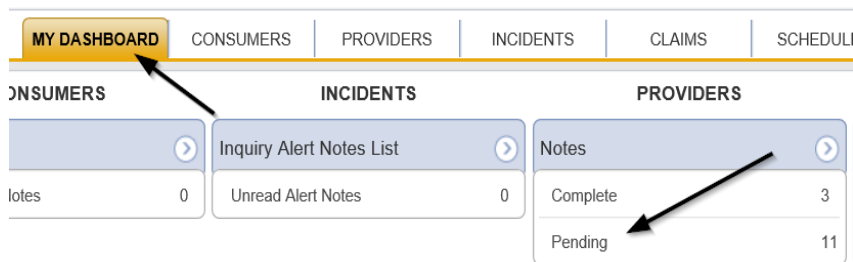 MY DASHBOARD CONSUMERS PROVIDERS INCIDENTS CLAIMS SCHEDULI
ONSUMERS INCIDENTS PROVIDERS
Inquiry Alert Notes List Notes
lotes 0 Unread Alert Notes 0 Complete 3
Pending 11